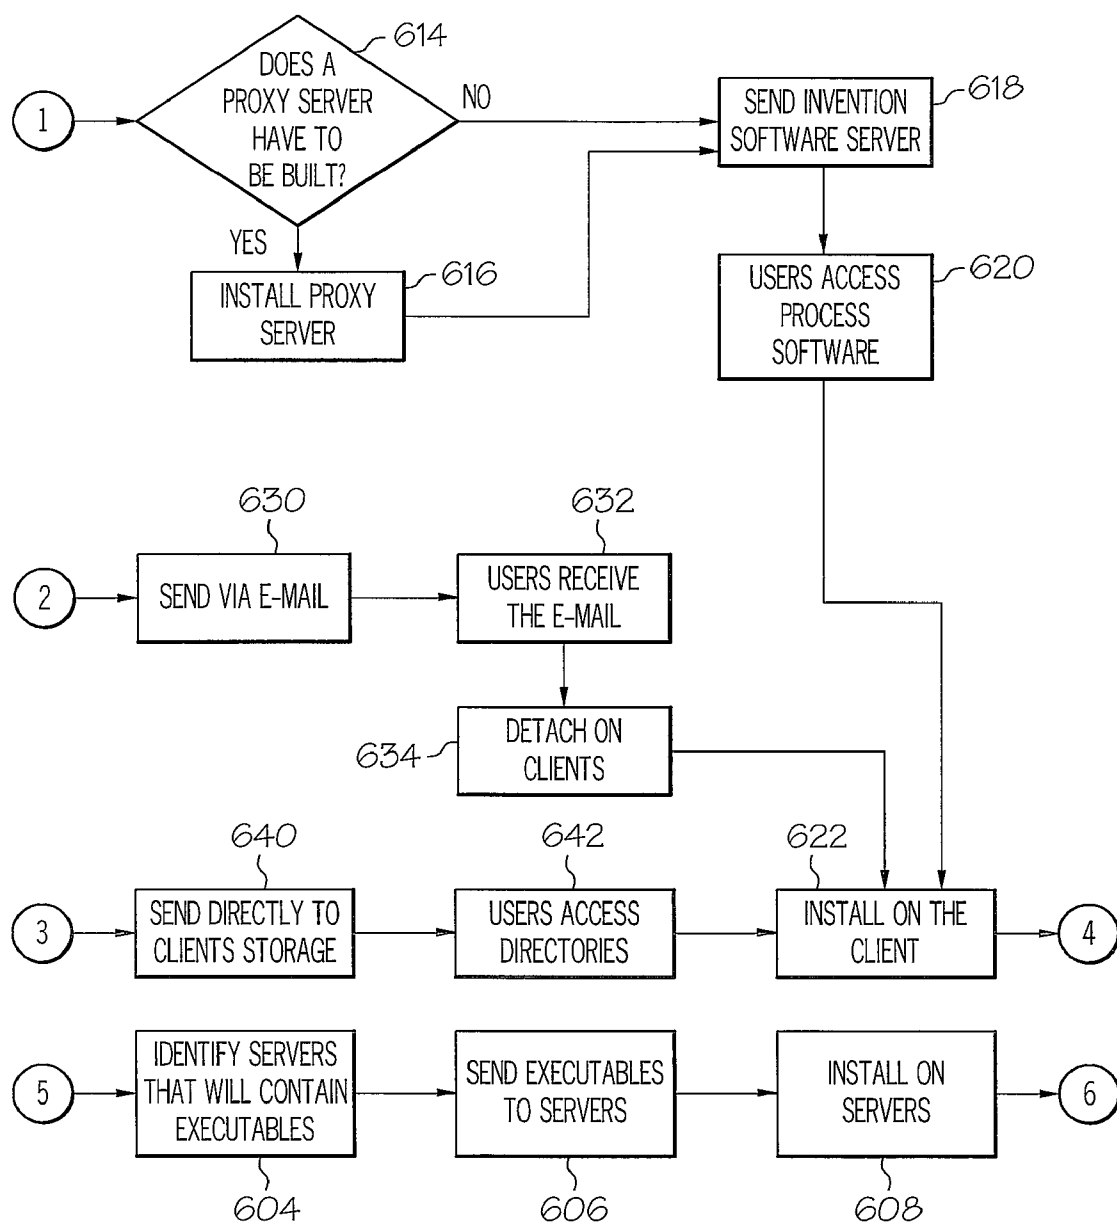 614
DOES A
PROXY SERVER
HAVE TO
BE BUILT?
1
NO
YES
SEND INVENTION
SOFTWARE SERVER
618
INSTALL PROXY
SERVER
616
USERS ACCESS
PROCESS
SOFTWARE
620
630
632
2
SEND VIA E-MAIL
USERS RECEIVE
THE E-MAIL
634
DETACH ON
CLIENTS
640
642
622
3
SEND DIRECTLY TO
CLIENTS STORAGE
USERS ACCESS
DIRECTORIES
INSTALL ON THE
CLIENT
4
5
IDENTIFY SERVERS
THAT WILL CONTAIN
EXECUTABLES
SEND EXECUTABLES
TO SERVERS
INSTALL ON
SERVERS
6
604
606
608